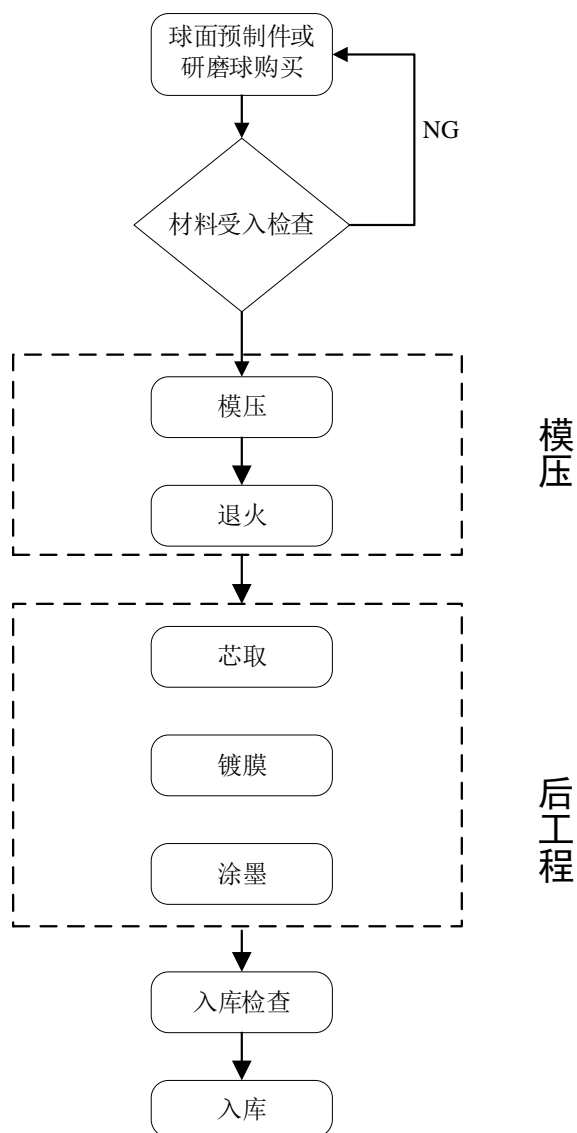 球面预制件或
研磨球购买
NG
材料受入检查
模压
模压
退火
芯取
镀膜
后工程
涂墨
入库检查
入库